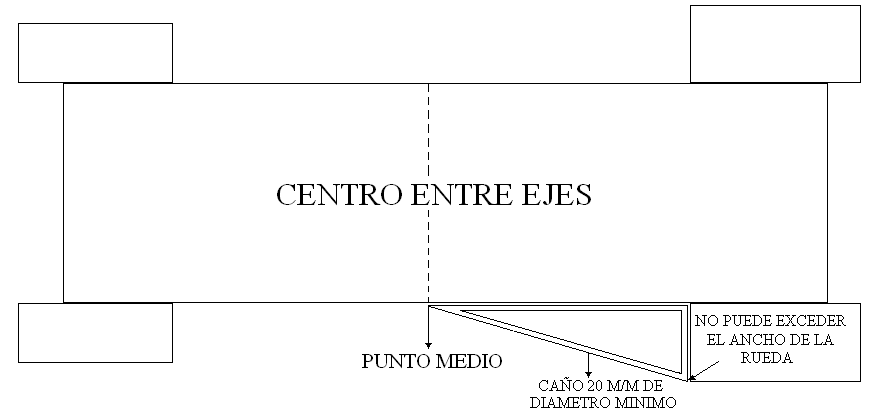 CENTRO ENTRE EJES
NO PUEDE EXCEDER
EL ANCHO DE LA
RUEDA
PUNTO MEDIO
CAÑO 20 M/M DE
DIAMETRO MINIMO